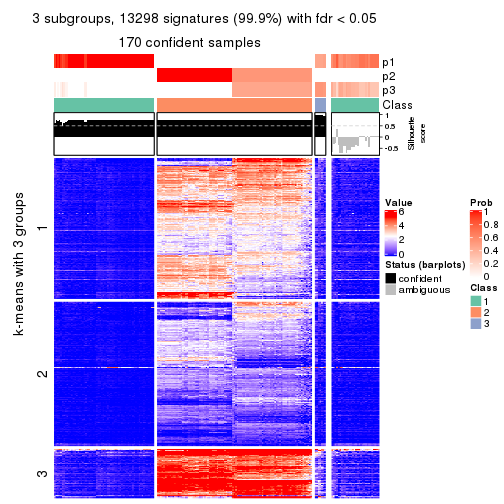 3 subgroups, 13298 signatures (99.9%) with fdr < 0.05
170 confident samples
p1
p2
p3
Class
1
0.5
0
-0.5
Silhouette
score
k-means with 3 groups
1
2
3
Value
6
4
2
0
Status (barplots)
confident
ambiguous
Prob
1
0.8
0.6
0.4
0.2
0
Class
1
2
3